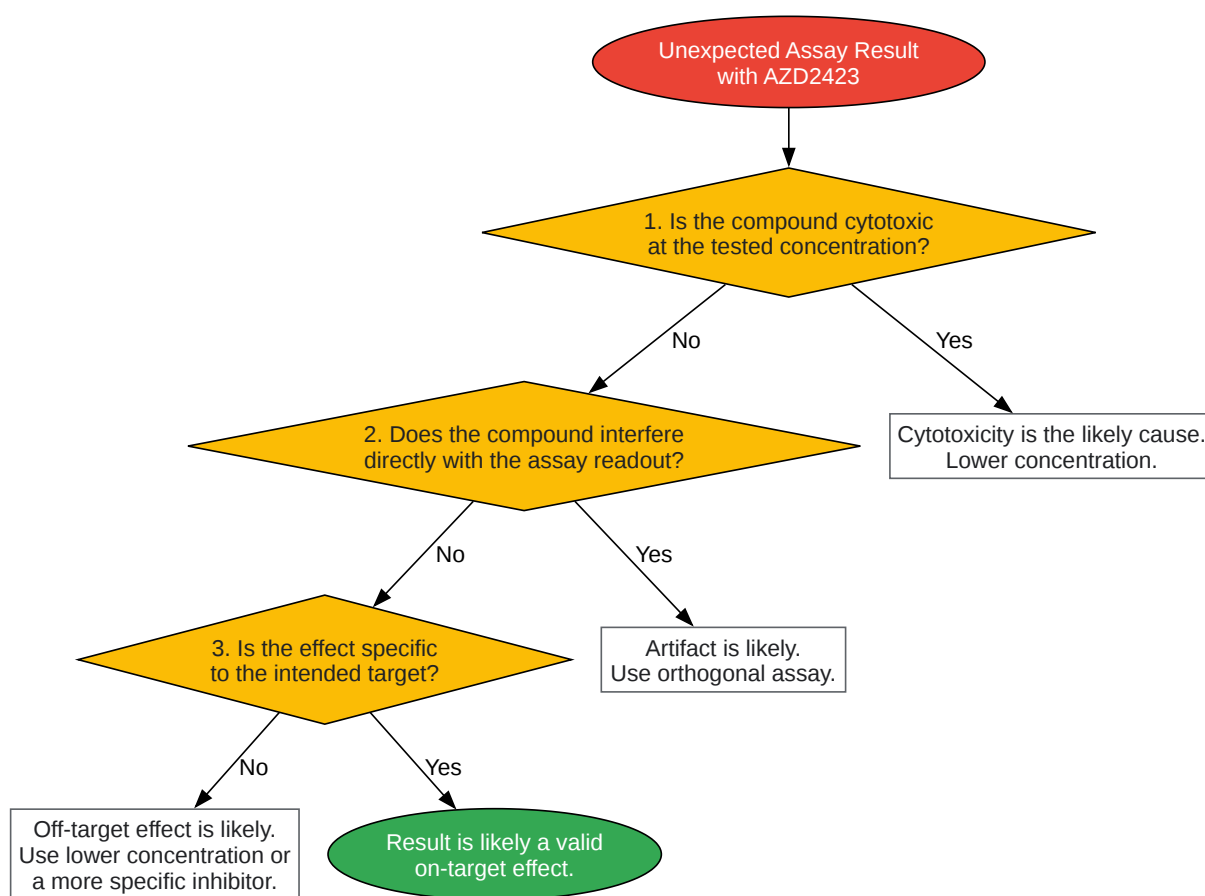 Unexpected Assay Result
with AZD2423
1. Is the compound cytotoxic
at the tested concentration?
No
Yes
2. Does the compound interfere
directly with the assay readout?
Cytotoxicity is the likely cause.
Lower concentration.
No
Yes
3. Is the effect specific
to the intended target?
Artifact is likely.
Use orthogonal assay.
No
Yes
Off-target effect is likely.
Use lower concentration or
a more specific inhibitor.
Result is likely a valid
on-target effect.